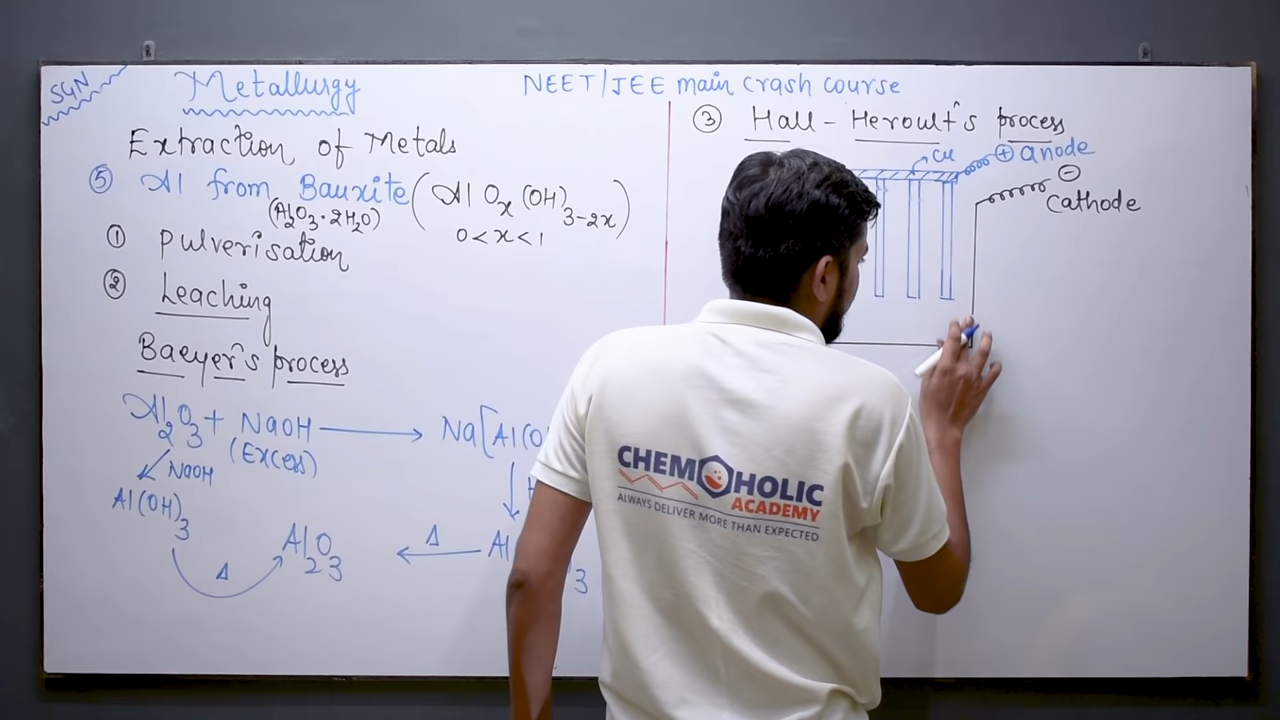 SGN
Metallurgy
NEET/JEE main crash course
Extraction of Metals
⑤ Al from Bauxite (AlOx(OH)3-2x)
(Al2O3·2H2O) 0<x<1
① pulverisation
② Leaching
Baeyer's process
Al2O3 + NaOH ⟶ Na[Al(O
(Excess)
↙ NaOH
Al(OH)3
Δ
Al2O3
Δ
Al
3
③ Hall-Heroult's process
Cu
⊕ anode
⊖
Cathode
CHEMOHOLIC
ACADEMY
ALWAYS DELIVER MORE THAN EXPECTED